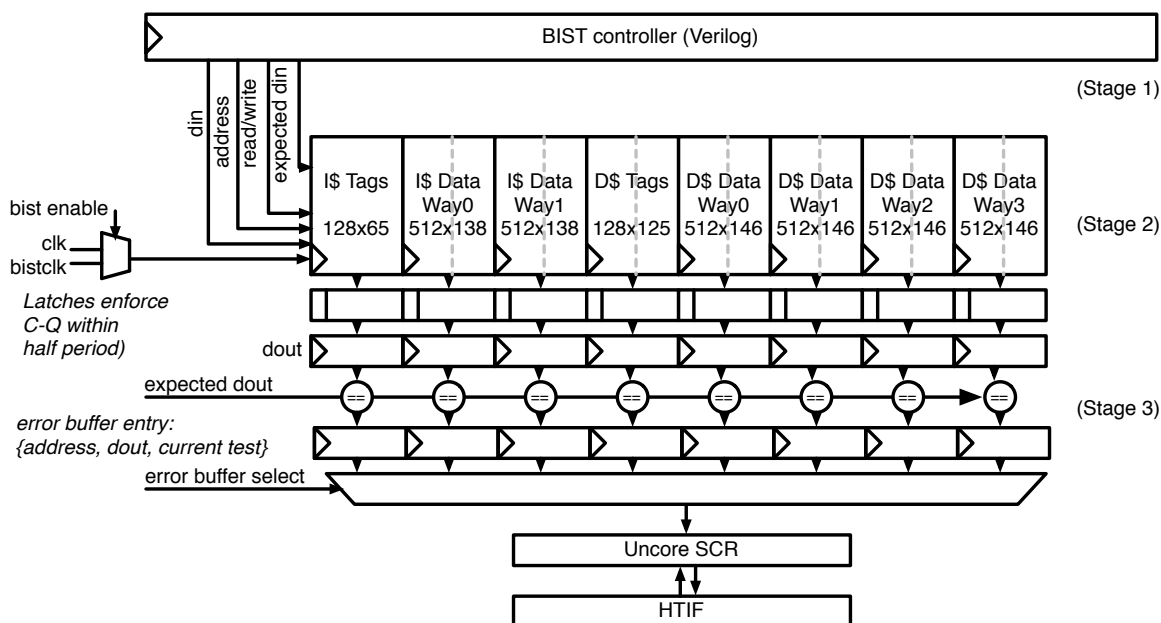 BIST controller (Verilog)
(Stage 1)
din
address
read/write
expected din
I$ Tags
128x65
I$ Data
Way0
512x138
I$ Data
Way1
512x138
D$ Tags
128x125
D$ Data
Way0
512x146
D$ Data
Way1
512x146
D$ Data
Way2
512x146
D$ Data
Way3
512x146
(Stage 2)
bist enable
clk
bistclk
Latches enforce
C-Q within
half period)
dout
expected dout
== == == == == == == ==
(Stage 3)
error buffer entry:
{address, dout, current test}
error buffer select
Uncore SCR
HTIF